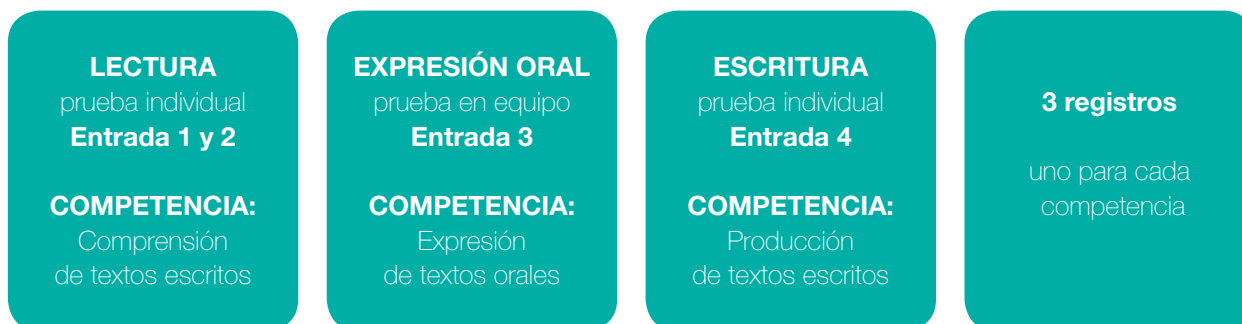 LECTURA
prueba individual
Entrada 1 y 2
COMPETENCIA:
Comprensión
de textos escritos
EXPRESIÓN ORAL
prueba en equipo
Entrada 3
COMPETENCIA:
Expresión
de textos orales
ESCRITURA
prueba individual
Entrada 4
COMPETENCIA:
Producción
de textos escritos
3 registros
uno para cada
competencia